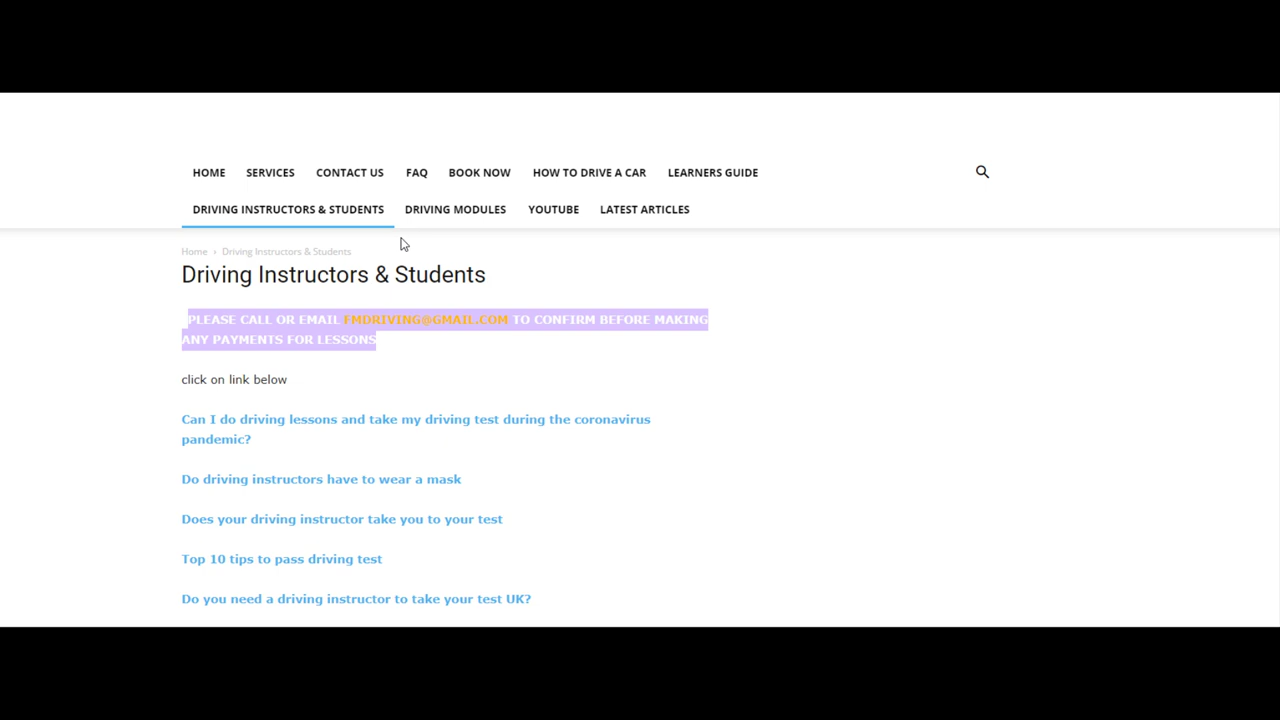 HOME SERVICES CONTACT US FAQ BOOK NOW HOW TO DRIVE A CAR LEARNERS GUIDE
DRIVING INSTRUCTORS & STUDENTS DRIVING MODULES YOUTUBE LATEST ARTICLES
Home › Driving Instructors & Students
Driving Instructors & Students
PLEASE CALL OR EMAIL FMDRIVING@GMAIL.COM TO CONFIRM BEFORE MAKING
ANY PAYMENTS FOR LESSONS
click on link below
Can I do driving lessons and take my driving test during the coronavirus
pandemic?
Do driving instructors have to wear a mask
Does your driving instructor take you to your test
Top 10 tips to pass driving test
Do you need a driving instructor to take your test UK?